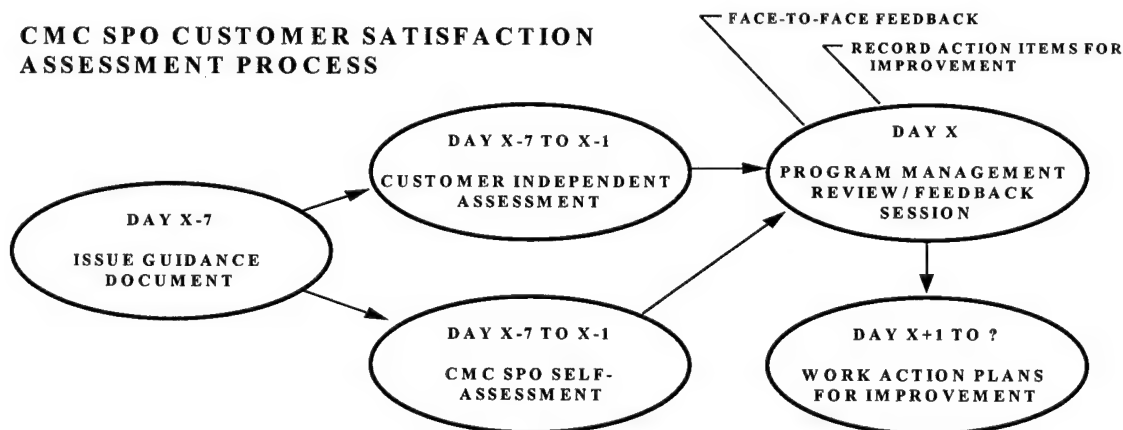 CMC SPO CUSTOMER SATISFACTION
ASSESSMENT PROCESS
FACE-TO-FACE FEEDBACK
RECORD ACTION ITEMS FOR
IMPROVEMENT
DAY X-7
ISSUE GUIDANCE
DOCUMENT
DAY X-7 TO X-1
CUSTOMER INDEPENDENT
ASSESSMENT
DAY X-7 TO X-1
CMC SPO SELF-
ASSESSMENT
DAY X
PROGRAM MANAGEMENT
REVIEW/FEEDBACK
SESSION
DAY X+1 TO ?
WORK ACTION PLANS
FOR IMPROVEMENT